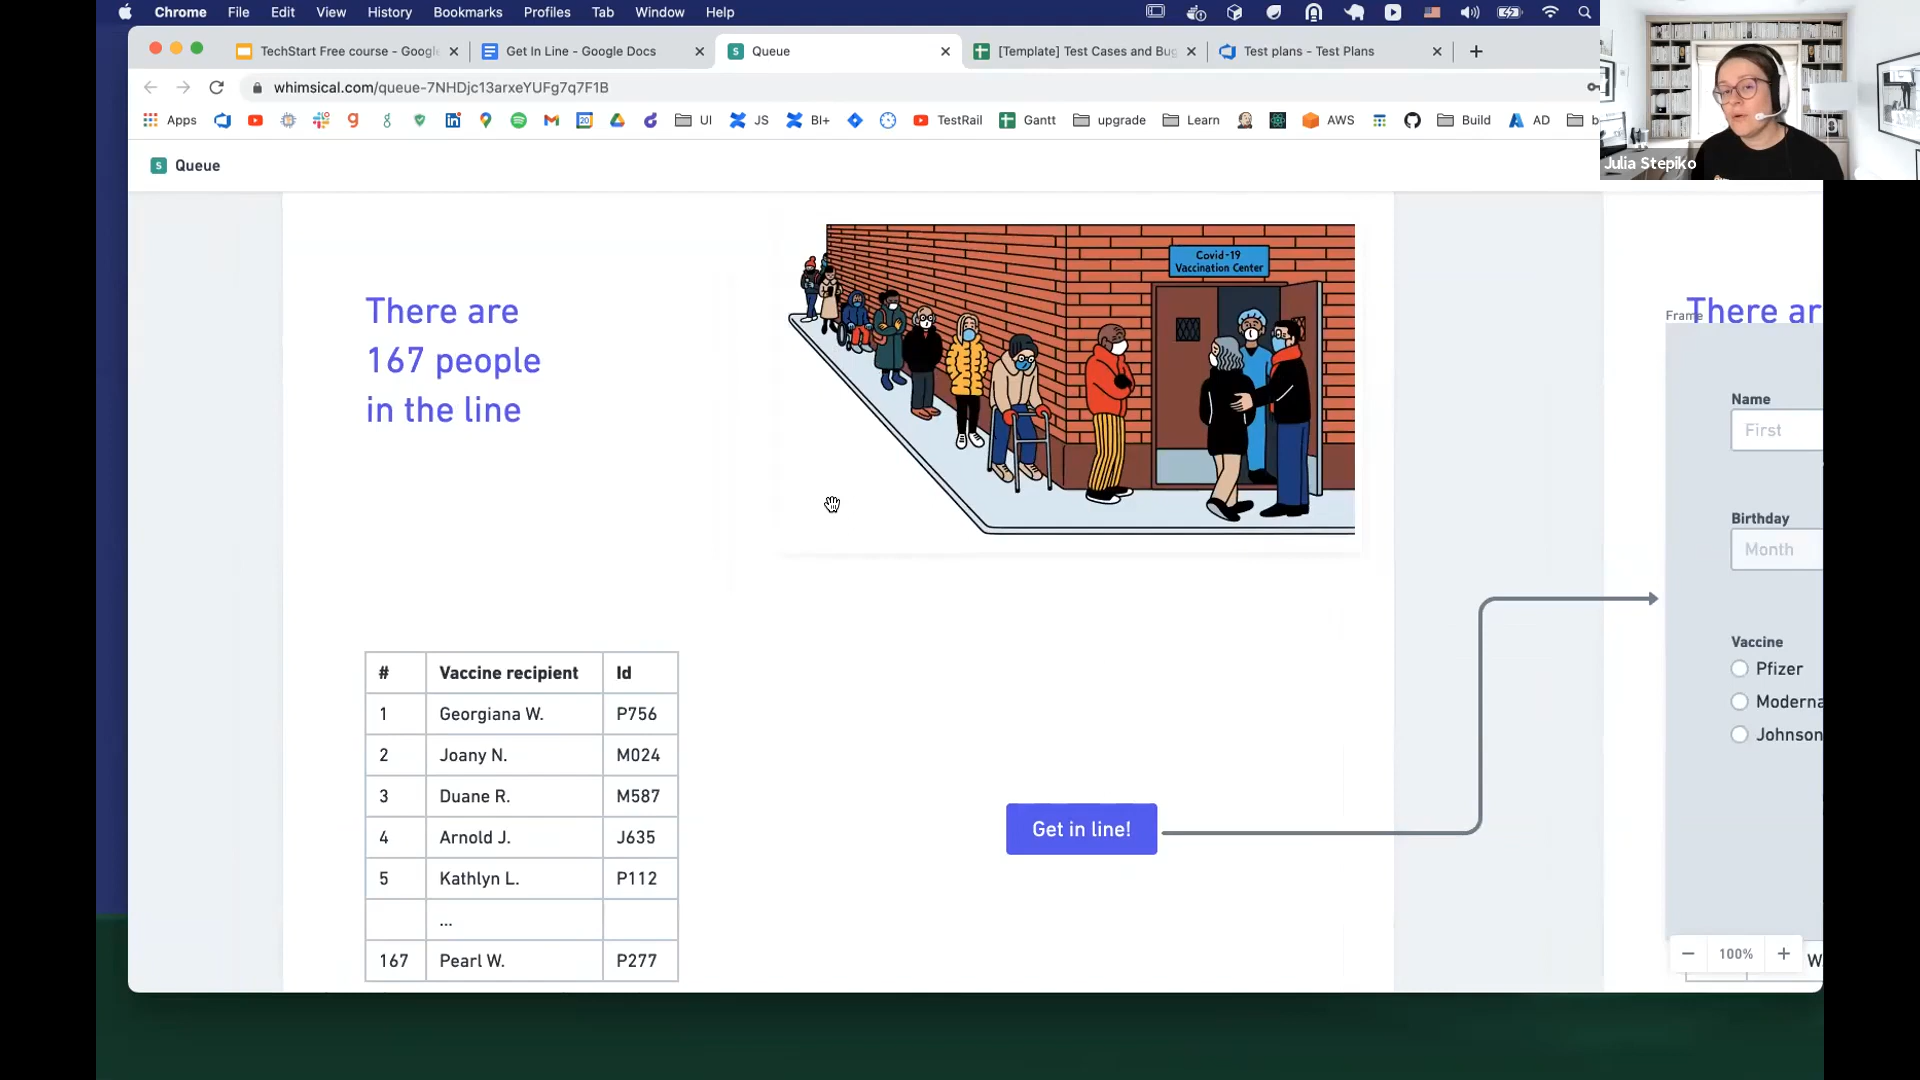 Chrome File Edit View History Bookmarks Profiles Tab Window Help
TechStart Free course - Google
Get In Line - Google Docs
Queue
[Template] Test Cases and Bug
Test plans - Test Plans
whimsical.com/queue-7NHDjc13arxeYUFg7q7F1B
Apps UI JS BI+ TestRail Gantt upgrade Learn AWS Build AD
Julia Stepiko
Queue
Covid-19
Vaccination Center
There are
167 people
in the line
# Vaccine recipient Id
1 Georgiana W. P756
2 Joany N. M024
3 Duane R. M587
4 Arnold J. J635
5 Kathlyn L. P112
...
167 Pearl W. P277
Get in line!
Frame
There ar
Name
First
Birthday
Month
Vaccine
Pfizer
Moderna
Johnson
100%
W